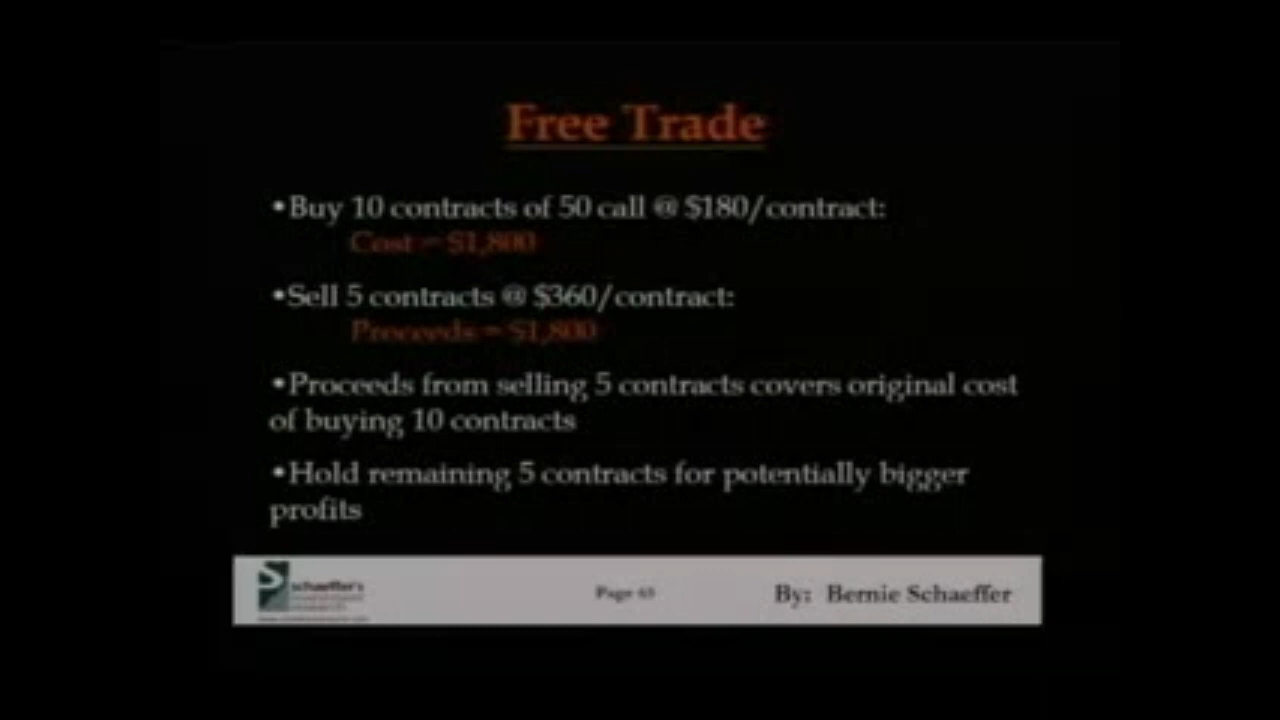 Free Trade
•Buy 10 contracts of 50 call @ $180/contract:
Cost = $1,800
•Sell 5 contracts @ $360/contract:
Proceeds = $1,800
•Proceeds from selling 5 contracts covers original cost
of buying 10 contracts
•Hold remaining 5 contracts for potentially bigger
profits
schaeffer's
Page 65
By: Bernie Schaeffer